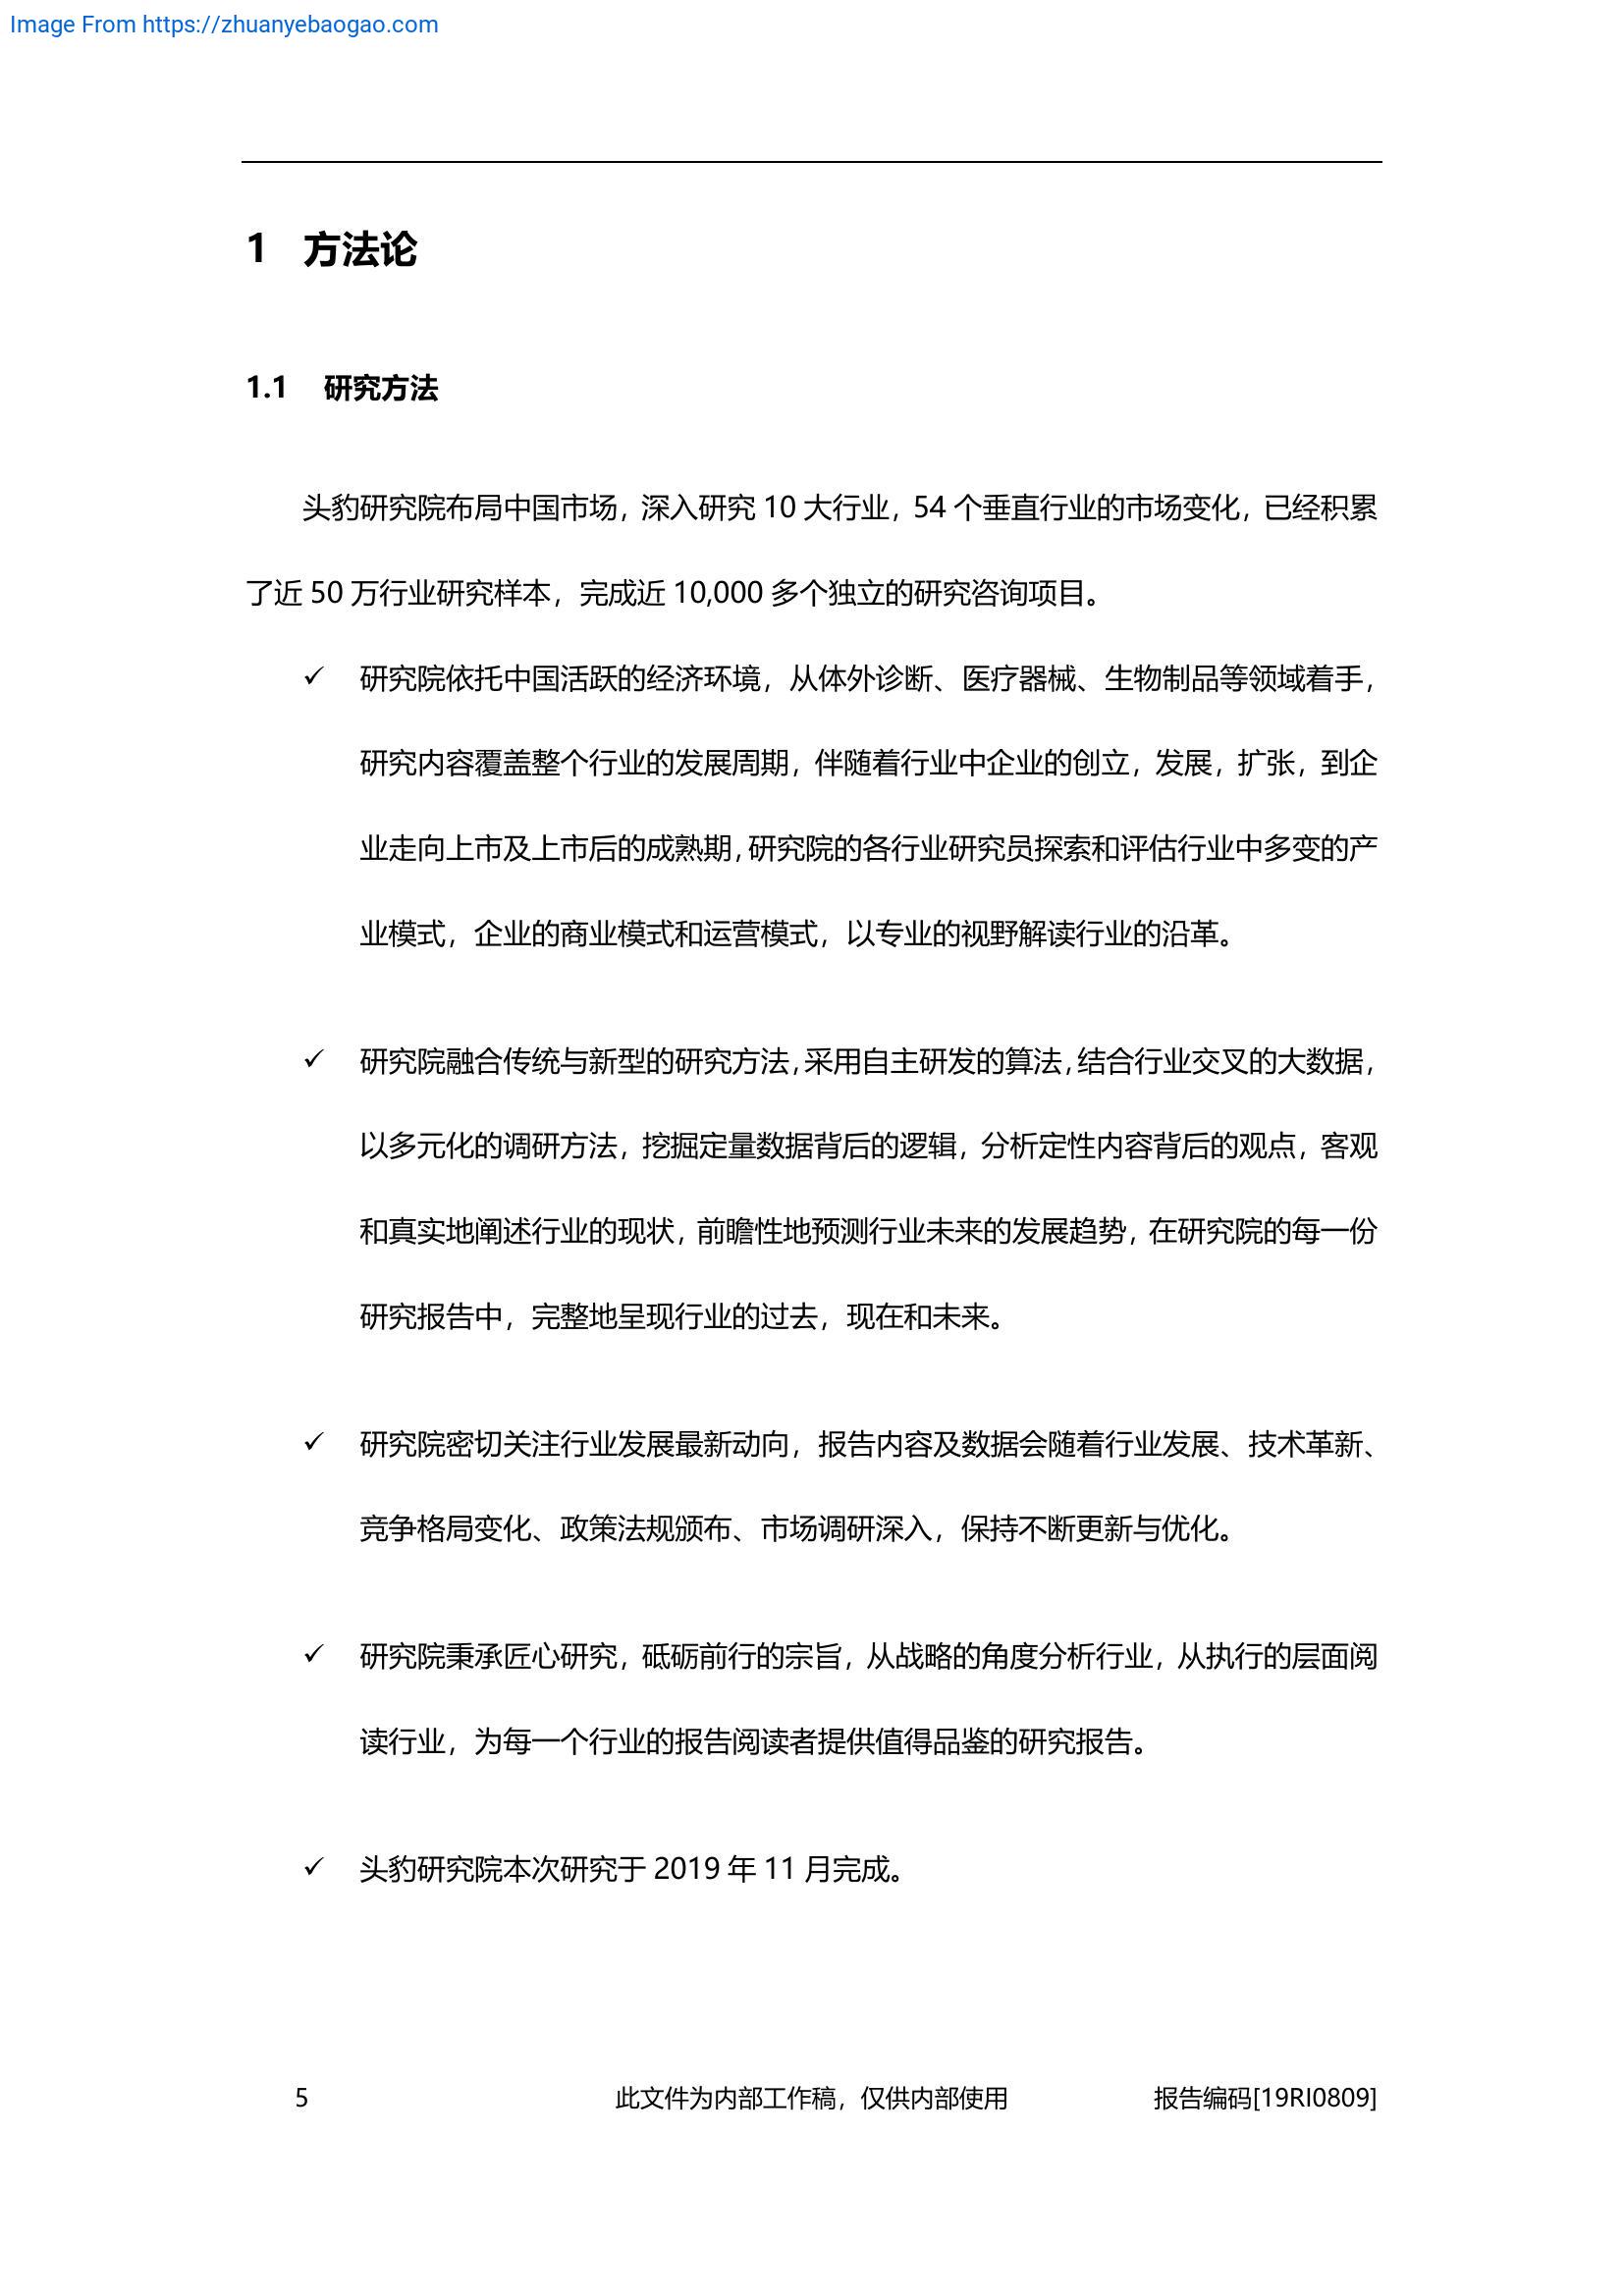 Image From https://zhuanyebaogao.com
1 方法论
1.1 研究方法
头豹研究院布局中国市场，深入研究 10 大行业，54 个垂直行业的市场变化，已经积累
了近 50 万行业研究样本，完成近 10,000 多个独立的研究咨询项目。
✓ 研究院依托中国活跃的经济环境，从体外诊断、医疗器械、生物制品等领域着手，
研究内容覆盖整个行业的发展周期，伴随着行业中企业的创立，发展，扩张，到企
业走向上市及上市后的成熟期，研究院的各行业研究员探索和评估行业中多变的产
业模式，企业的商业模式和运营模式，以专业的视野解读行业的沿革。
✓ 研究院融合传统与新型的研究方法，采用自主研发的算法，结合行业交叉的大数据，
以多元化的调研方法，挖掘定量数据背后的逻辑，分析定性内容背后的观点，客观
和真实地阐述行业的现状，前瞻性地预测行业未来的发展趋势，在研究院的每一份
研究报告中，完整地呈现行业的过去，现在和未来。
✓ 研究院密切关注行业发展最新动向，报告内容及数据会随着行业发展、技术革新、
竞争格局变化、政策法规颁布、市场调研深入，保持不断更新与优化。
✓ 研究院秉承匠心研究，砥砺前行的宗旨，从战略的角度分析行业，从执行的层面阅
读行业，为每一个行业的报告阅读者提供值得品鉴的研究报告。
✓ 头豹研究院本次研究于 2019 年 11 月完成。
5 此文件为内部工作稿，仅供内部使用 报告编码[19RI0809]